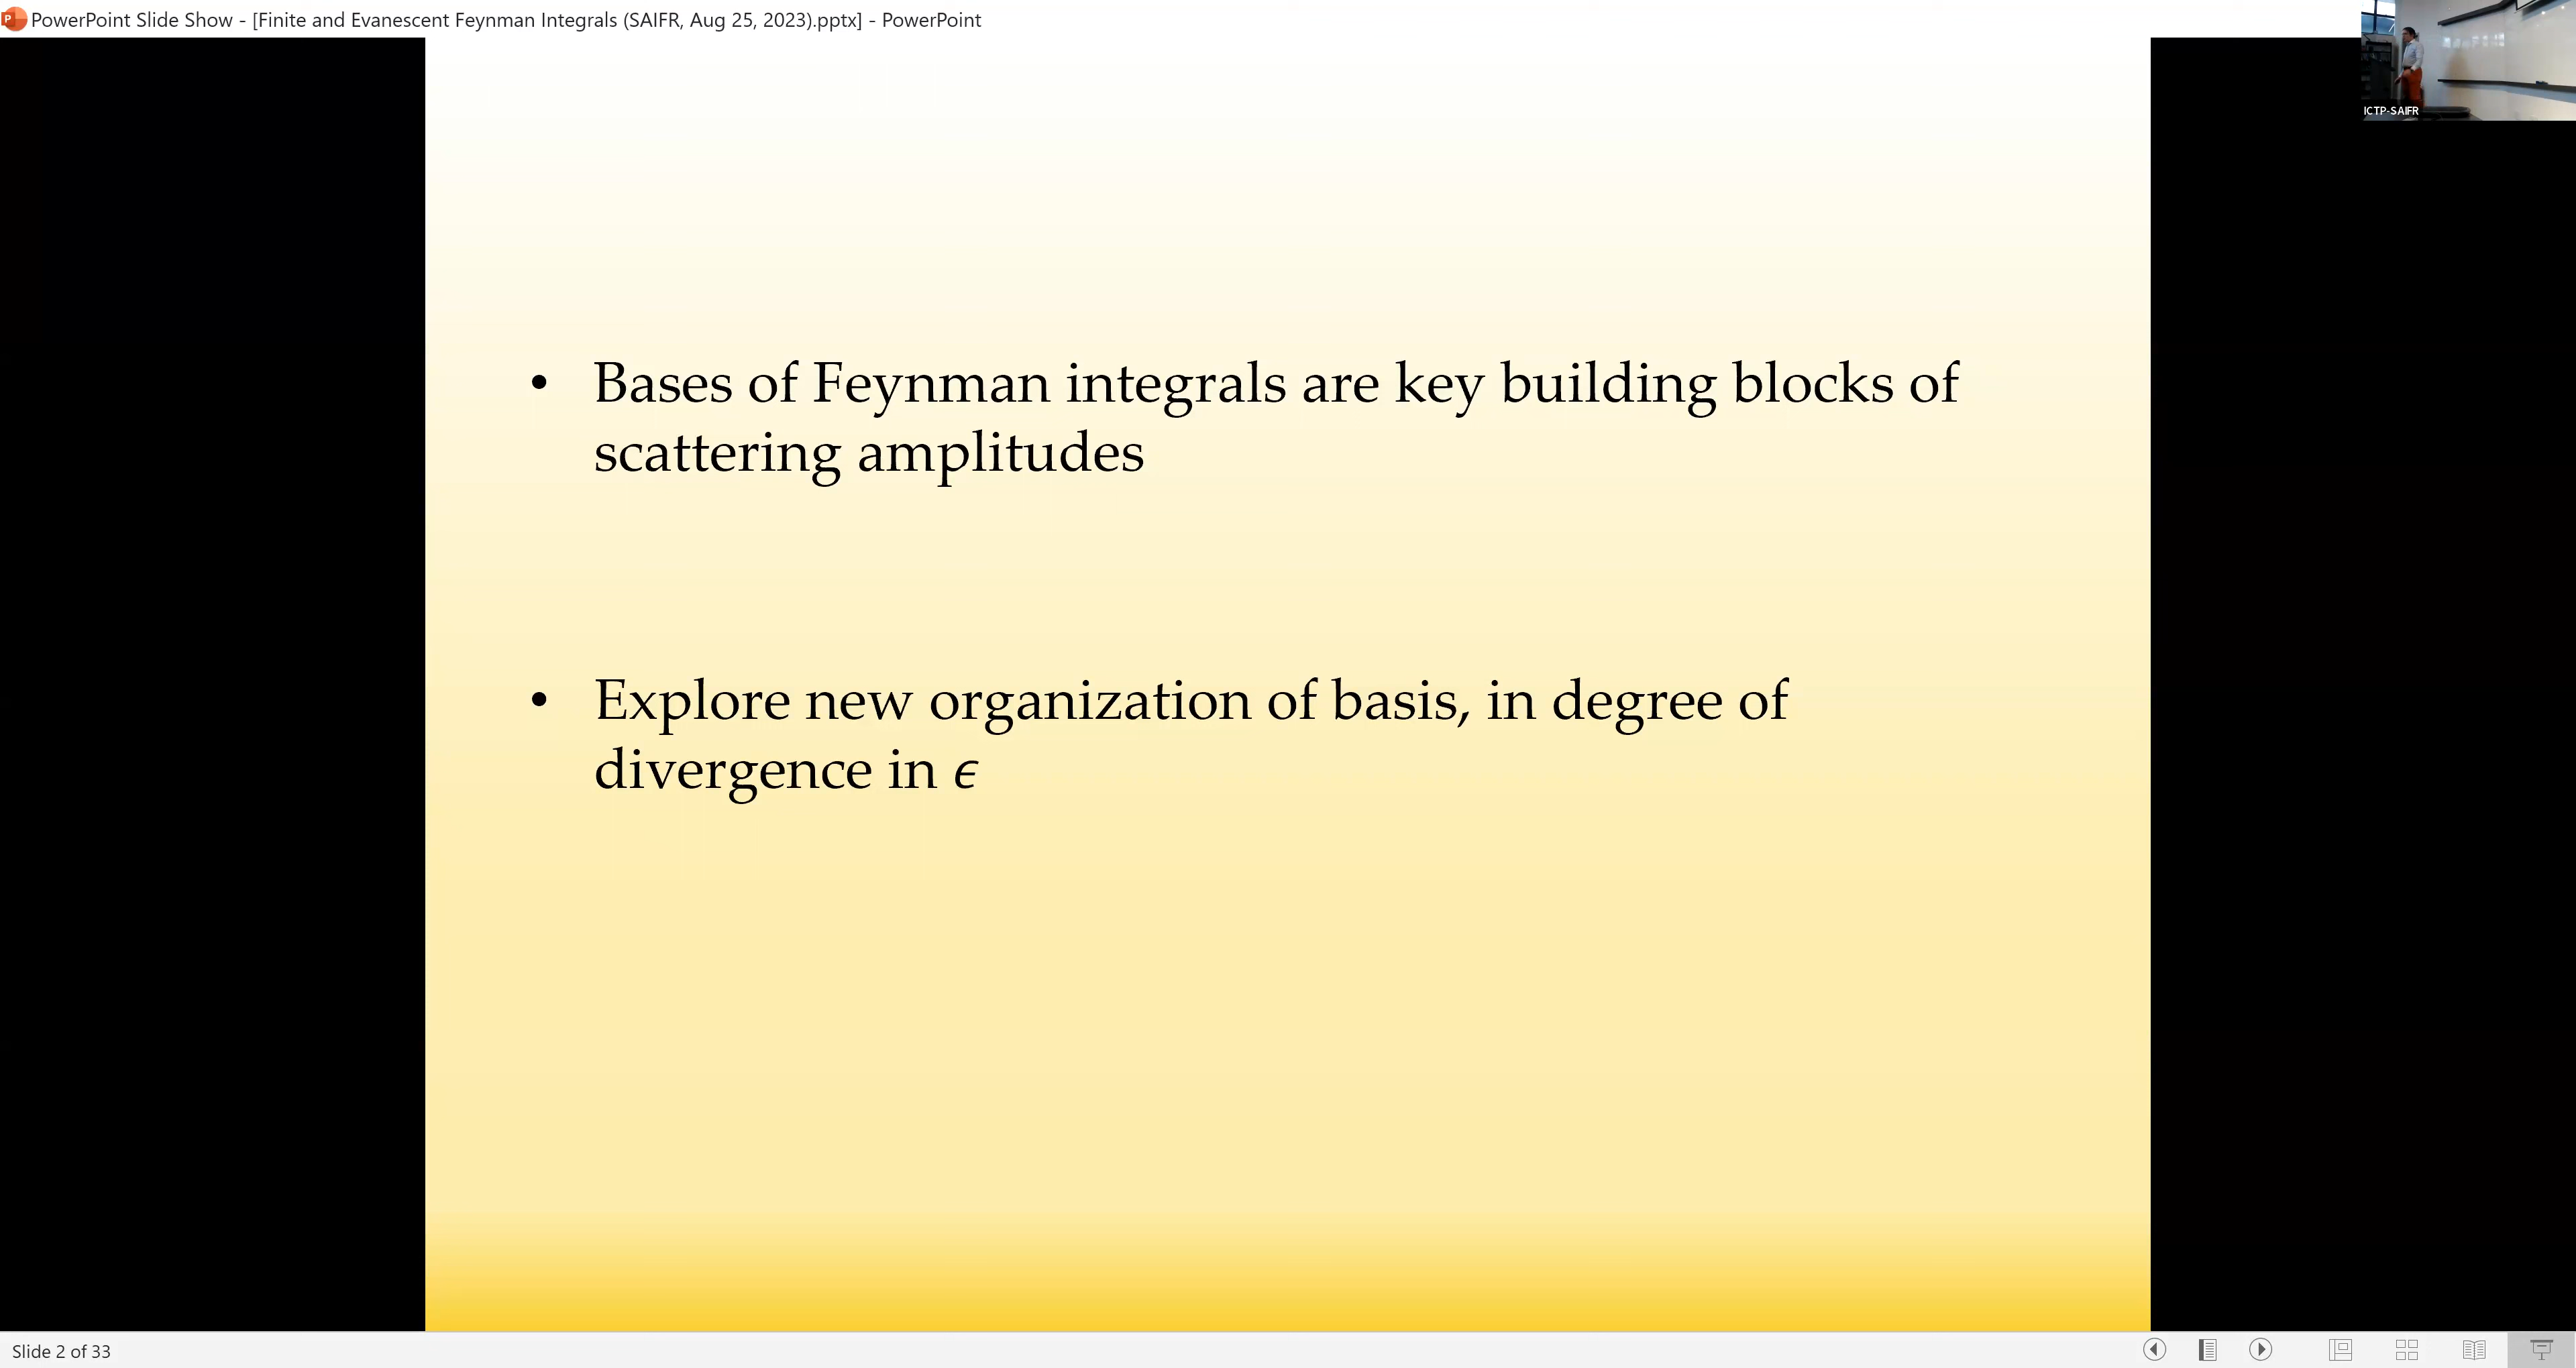 PowerPoint Slide Show - [Finite and Evanescent Feynman Integrals (SAIFR, Aug 25, 2023).pptx] - PowerPoint
ICTP-SAIFR
• Bases of Feynman integrals are key building blocks of
scattering amplitudes
• Explore new organization of basis, in degree of
divergence in ϵ
Slide 2 of 33